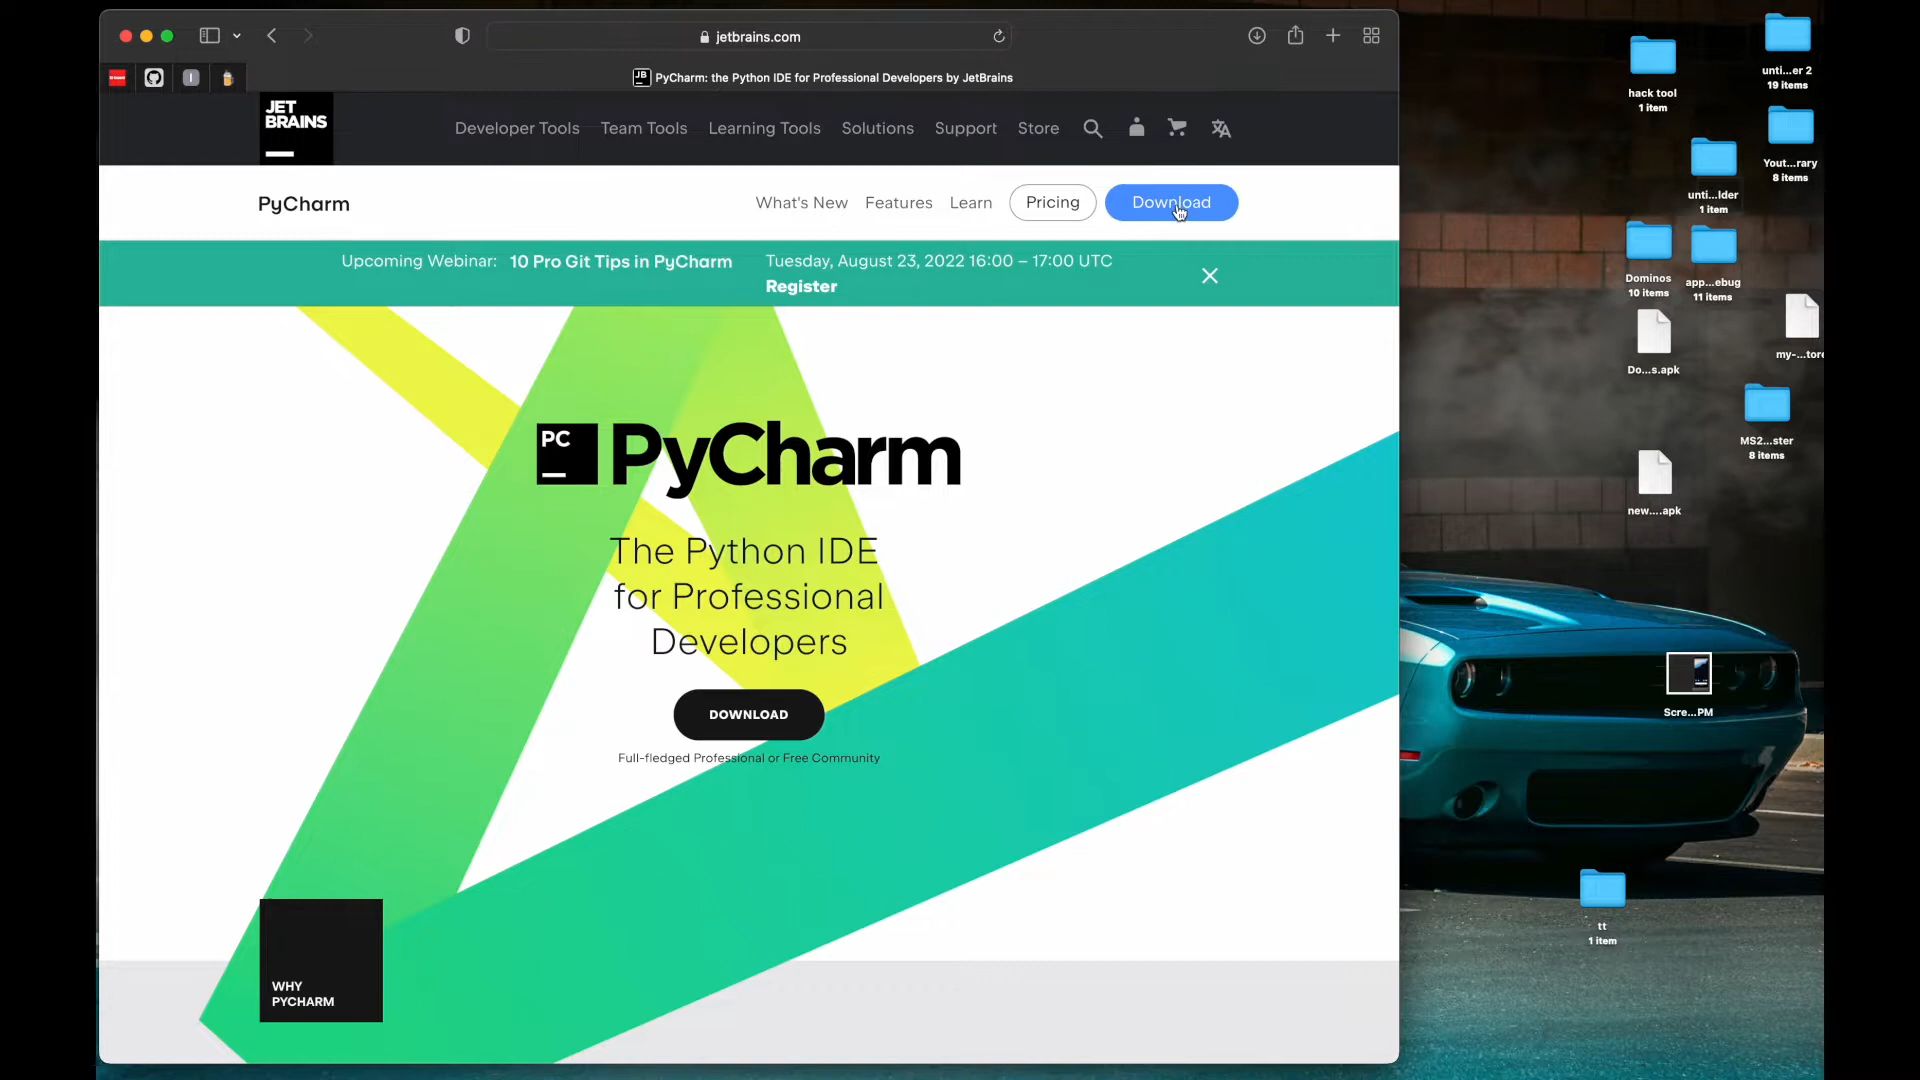 jetbrains.com
JB PyCharm: the Python IDE for Professional Developers by JetBrains
JET
BRAINS
Developer Tools Team Tools Learning Tools Solutions Support Store
PyCharm
What's New Features Learn Pricing Download
Upcoming Webinar: 10 Pro Git Tips in PyCharm Tuesday, August 23, 2022 16:00 – 17:00 UTC
Register
PC PyCharm
The Python IDE
for Professional
Developers
DOWNLOAD
Full-fledged Professional or Free Community
WHY
PYCHARM
hack tool
1 item
unti...er 2
19 items
Yout...rary
8 items
unti...lder
1 item
Dominos
10 items
app...ebug
11 items
Do...s.apk
my-...tore
MS2...ster
8 items
new....apk
Scre...PM
tt
1 item